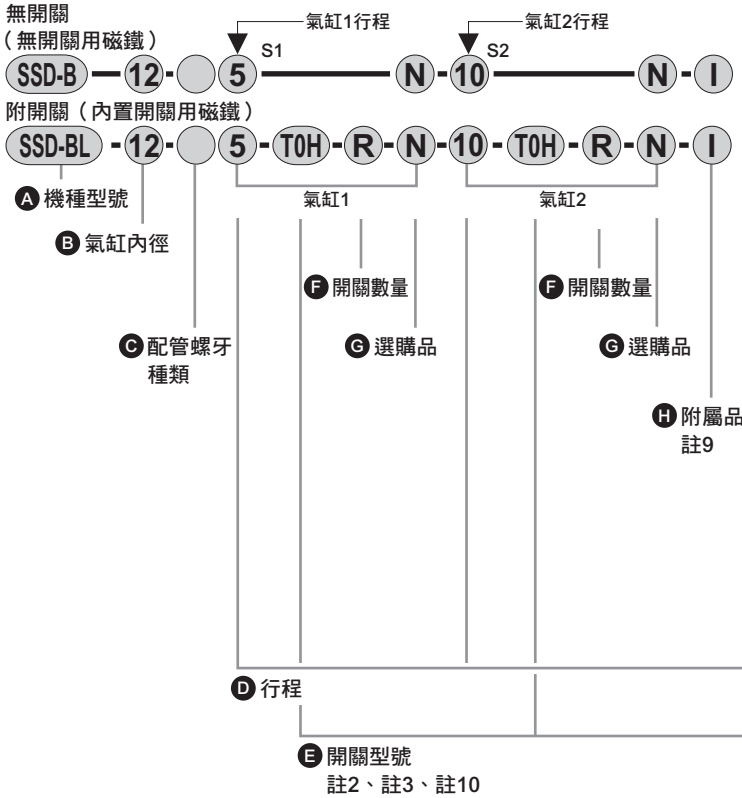 無開關
（無開關用磁鐵）
氣缸1行程
氣缸2行程
SSD-B 12 - 5 S1 N - 10 S2 N - I
附開關（內置開關用磁鐵）
SSD-BL - 12 - 5 - T0H - R - N - 10 - T0H - R - N - I
A 機種型號
氣缸1
氣缸2
B 氣缸內徑
F 開關數量
F 開關數量
C 配管螺牙
種類
G 選購品
G 選購品
H 附屬品
註9
D 行程
E 開關型號
註2、註3、註10